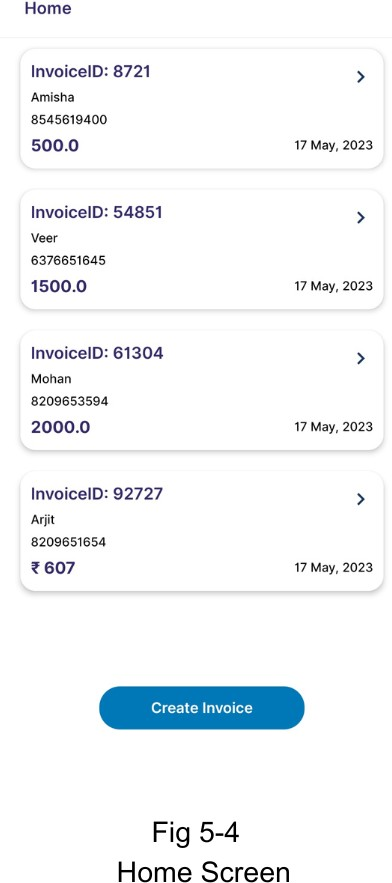 Home
InvoiceID: 8721
Amisha
8545619400
500.0 17 May, 2023
InvoiceID: 54851
Veer
6376651645
1500.0 17 May, 2023
InvoiceID: 61304
Mohan
8209653594
2000.0 17 May, 2023
InvoiceID: 92727
Arjit
8209651654
₹ 607 17 May, 2023
Create Invoice
Fig 5-4
Home Screen